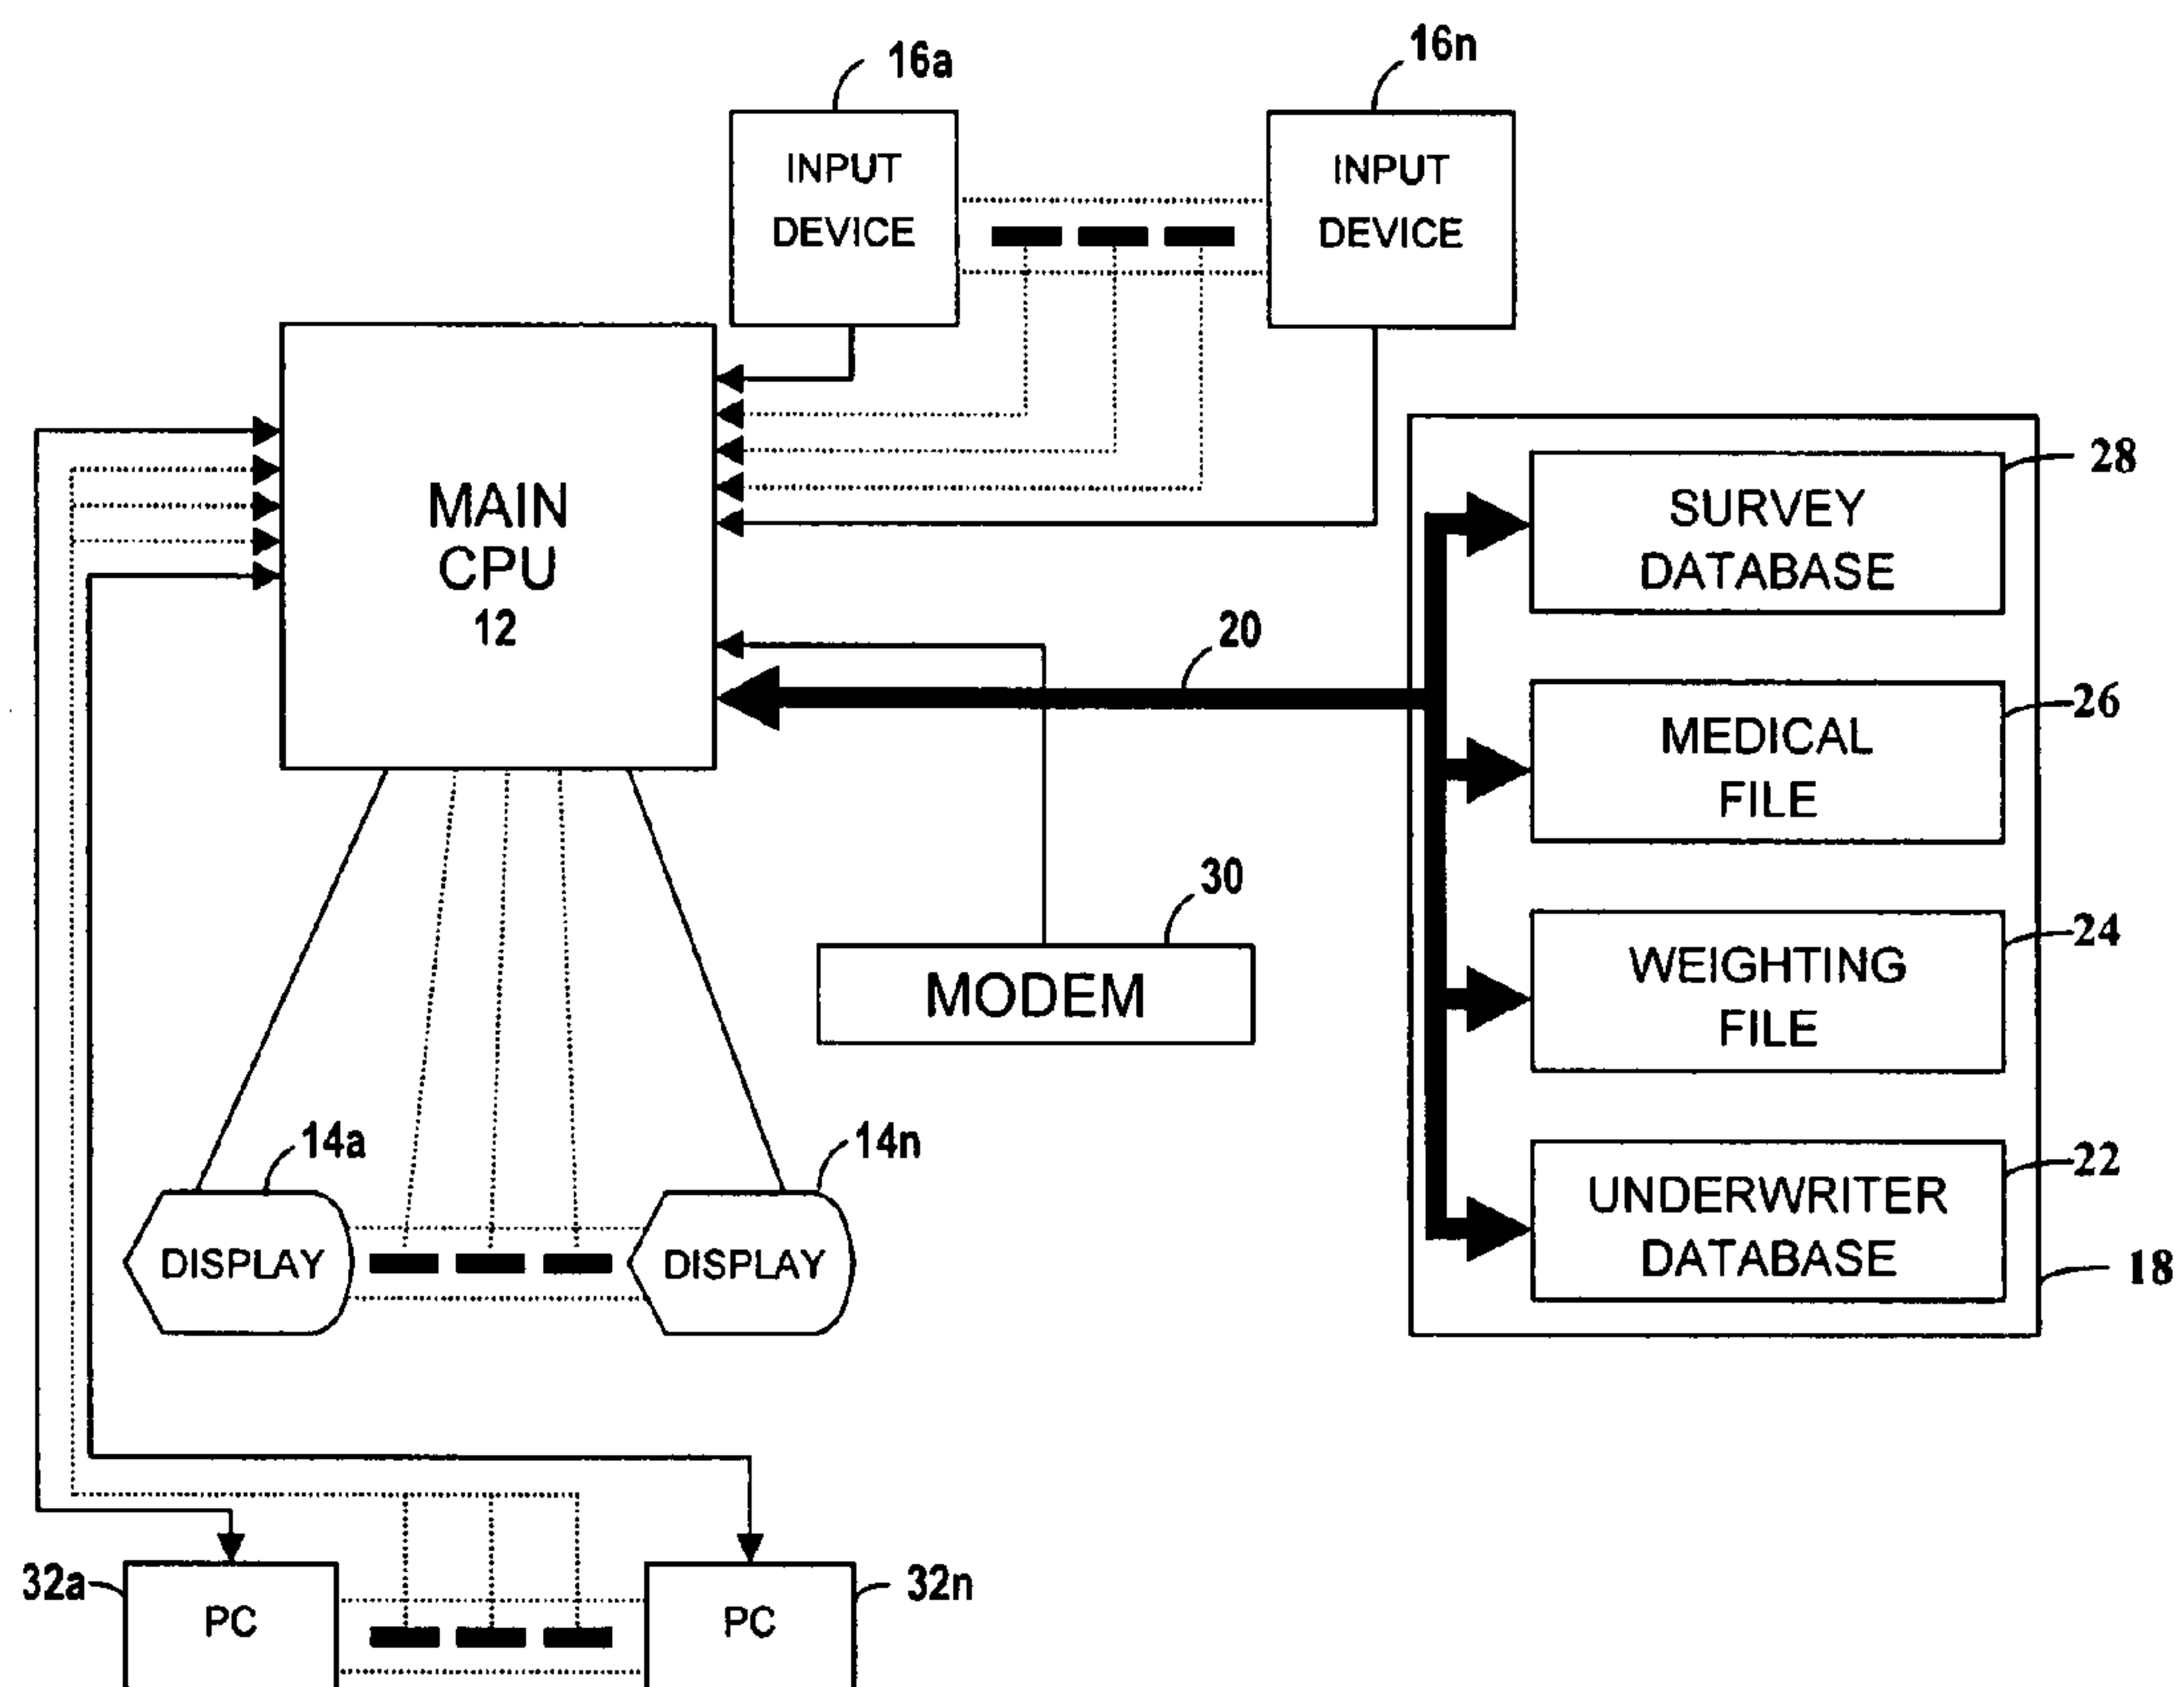 16a
16n
INPUT
DEVICE
INPUT
DEVICE
MAIN
CPU
12
28
SURVEY
DATABASE
20
26
MEDICAL
FILE
30
MODEM
24
WEIGHTING
FILE
14a
14n
DISPLAY
DISPLAY
22
UNDERWRITER
DATABASE
18
32a
PC
PC
32n